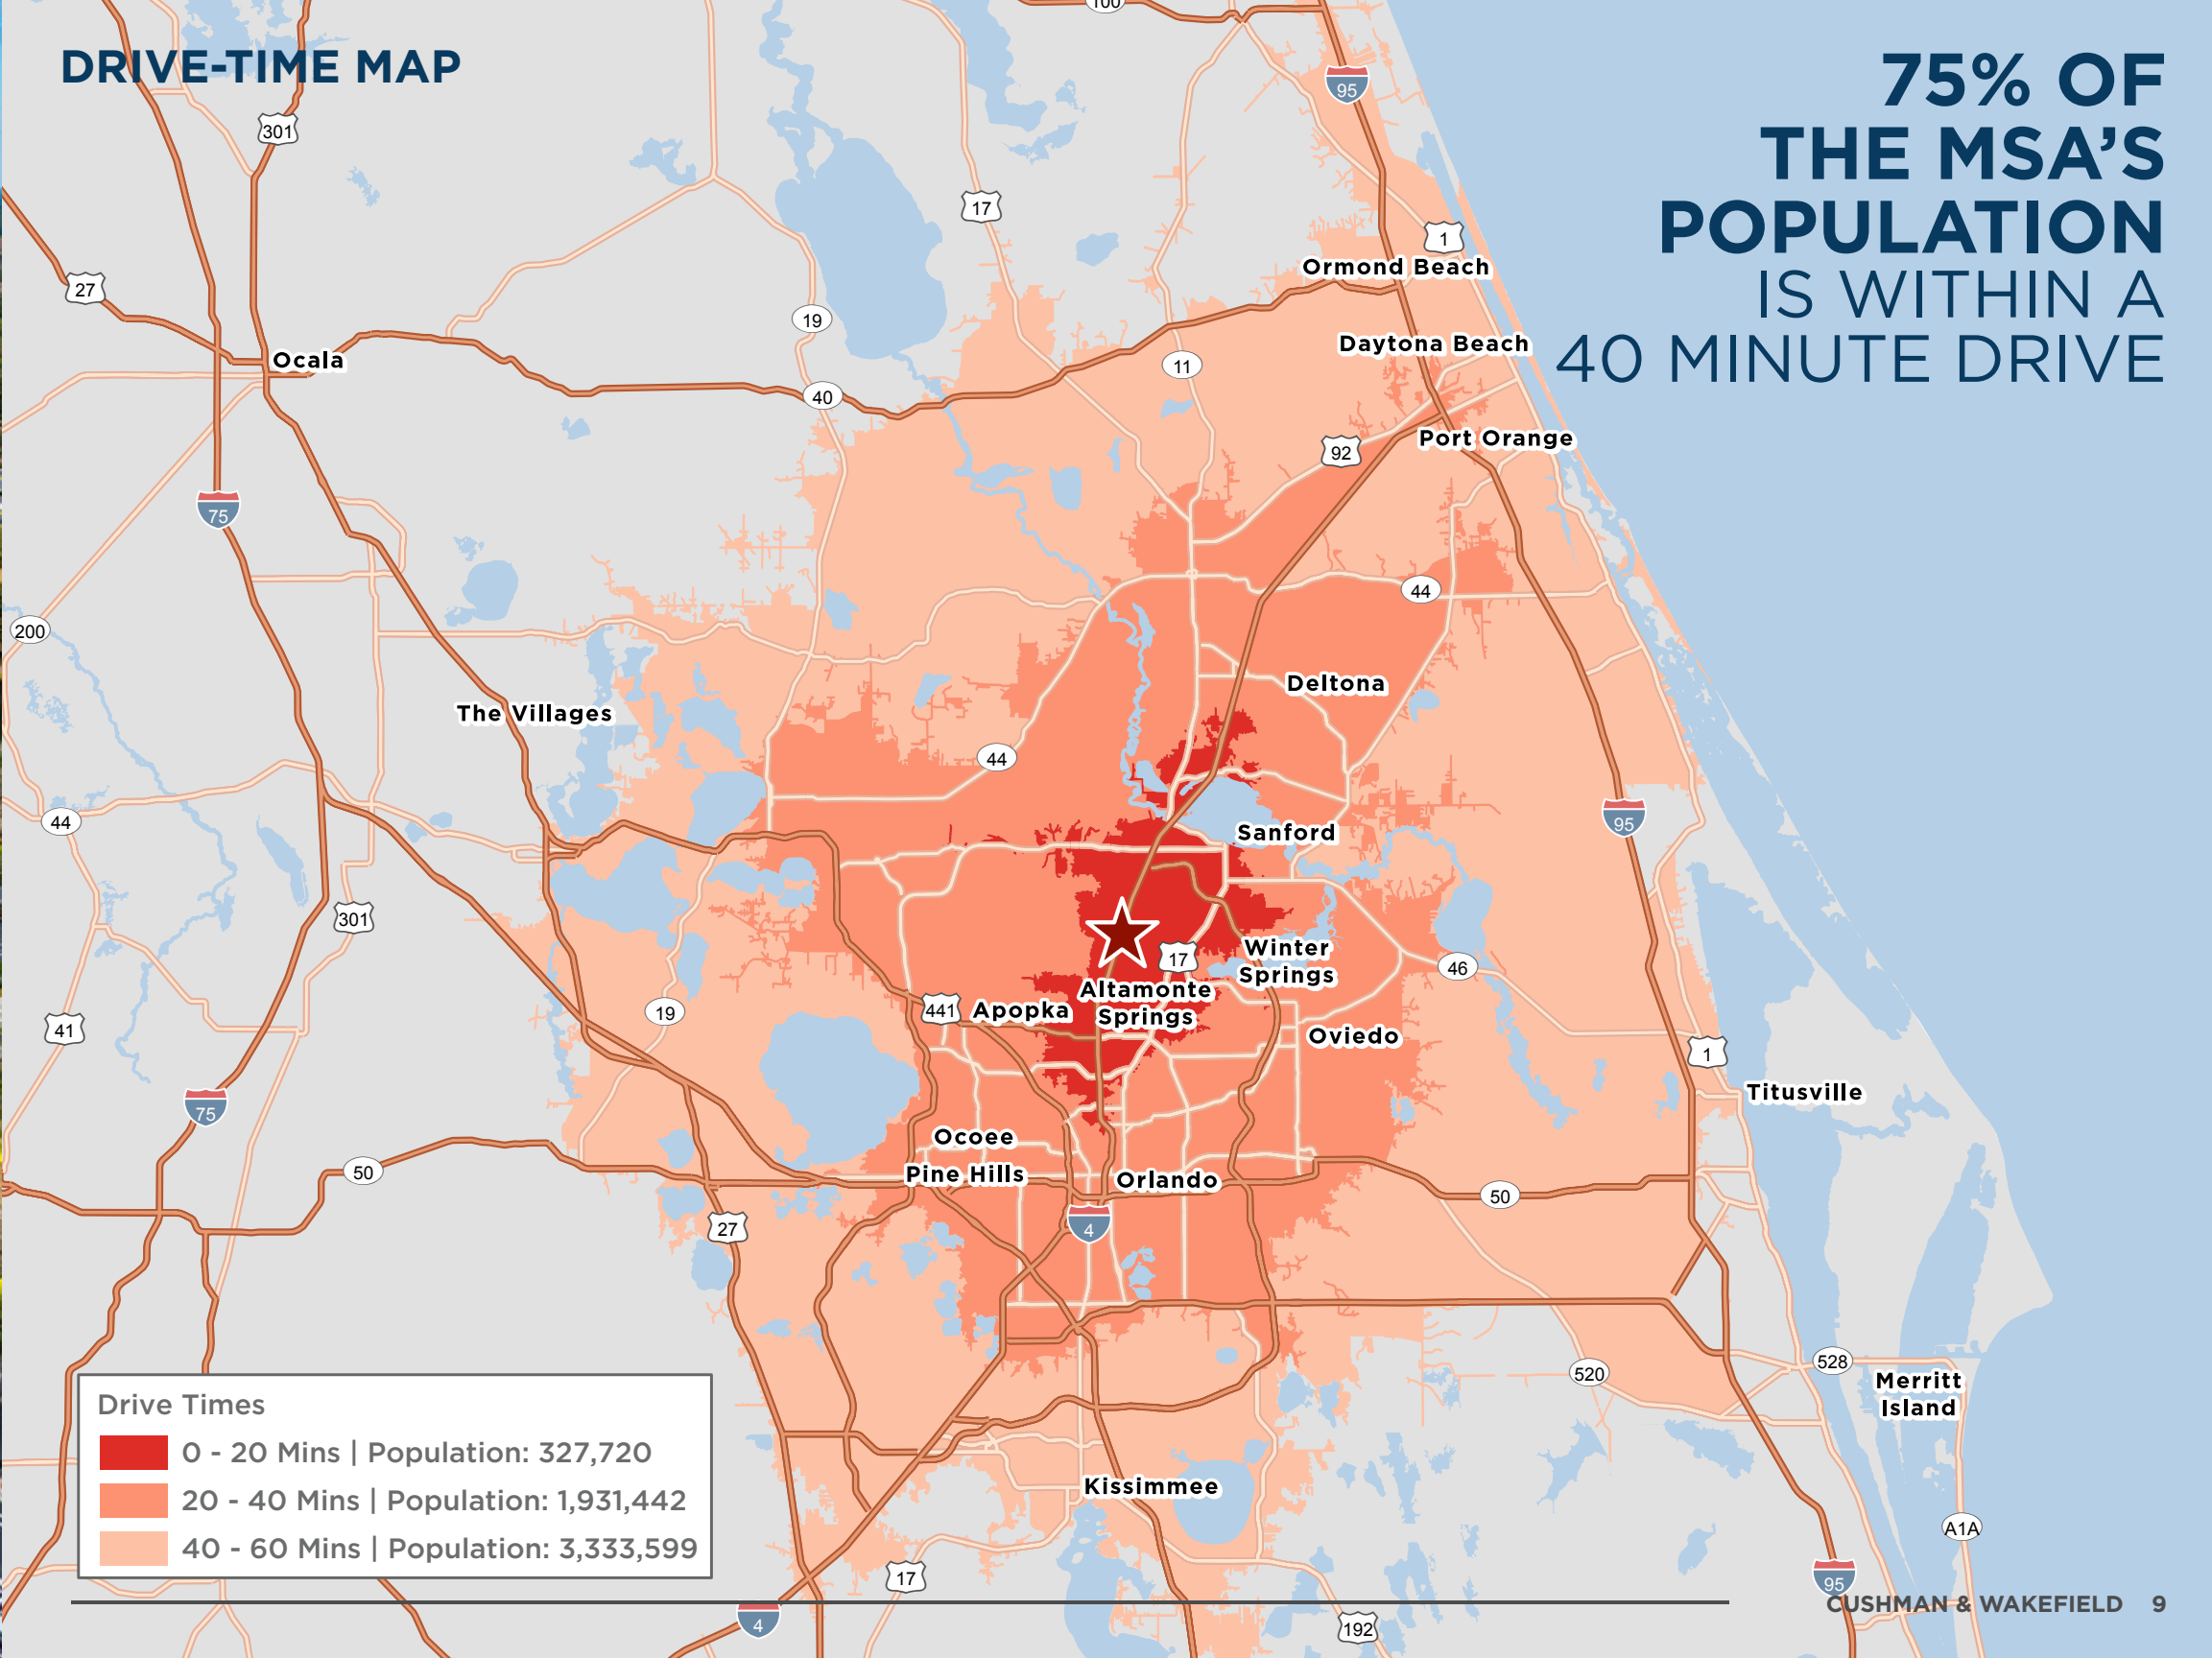 100
DRIVE-TIME MAP
75% OF
THE MSA'S
POPULATION
IS WITHIN A
40 MINUTE DRIVE
95
301
17
1
Ormond Beach
27
19
Daytona Beach
Ocala
11
40
Port Orange
92
75
44
200
Deltona
The Villages
44
95
44
Sanford
301
Winter
Springs
17
46
Altamonte
Springs
441
Apopka
19
41
Oviedo
1
Titusville
75
Ocoee
50
Pine Hills
Orlando
50
27
4
528
520
Merritt
Island
Drive Times
0 - 20 Mins | Population: 327,720
20 - 40 Mins | Population: 1,931,442
40 - 60 Mins | Population: 3,333,599
Kissimmee
A1A
17
95
CUSHMAN & WAKEFIELD 9
4
192